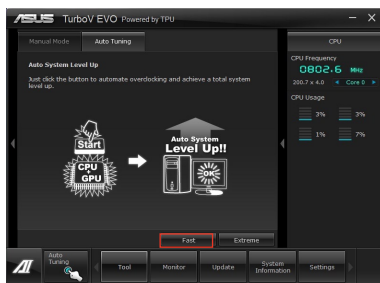 ASUS TurboV EVO Powered by TPU
Manual Mode
Auto Tuning
Auto System Level Up
Just click the button to automate overclocking and achieve a total system
level up.
Start
CPU
+
GPU
Auto System
Level Up!!
OK
Fast
Extreme
CPU
CPU Frequency
0802.6 MHz
200.7 x 4.0
Core 0
CPU Usage
3%
3%
1%
7%
Auto
Tuning
Tool
Monitor
Update
System
Information
Settings